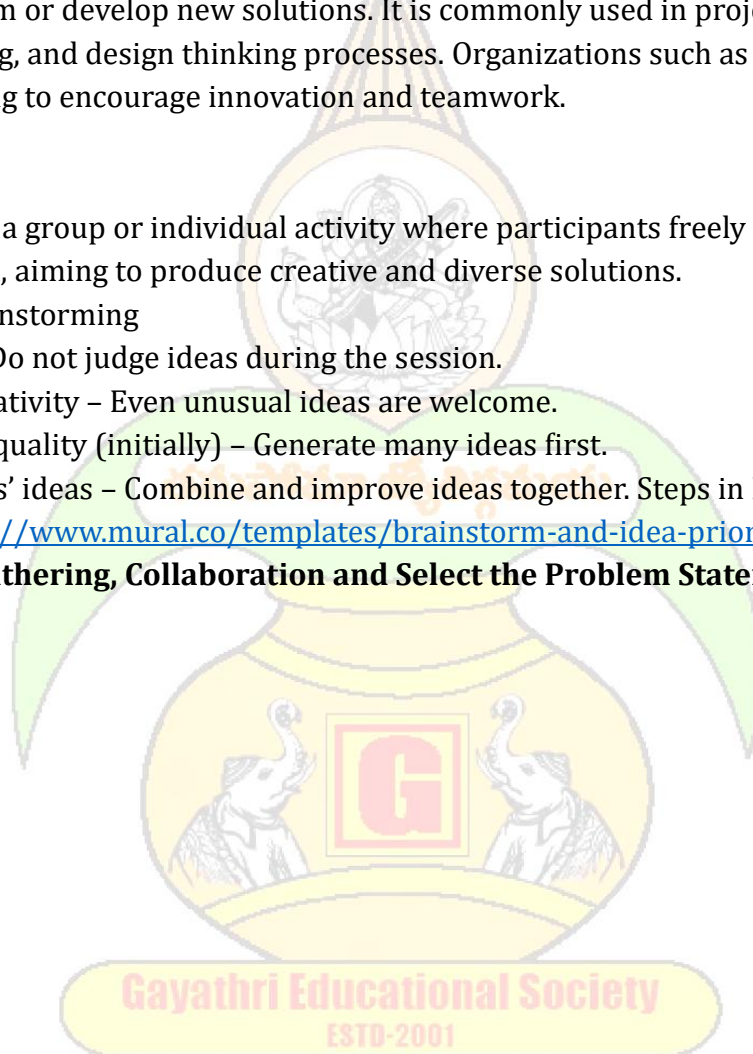 m or develop new solutions. It is commonly used in proje
g, and design thinking processes. Organizations such as
g to encourage innovation and teamwork.
a group or individual activity where participants freely
, aiming to produce creative and diverse solutions.
nstorming
Do not judge ideas during the session.
ativity – Even unusual ideas are welcome.
quality (initially) – Generate many ideas first.
s’ ideas – Combine and improve ideas together. Steps in
//www.mural.co/templates/brainstorm-and-idea-prior
thering, Collaboration and Select the Problem State
G
Gayathri Educational Society
ESTD-2001